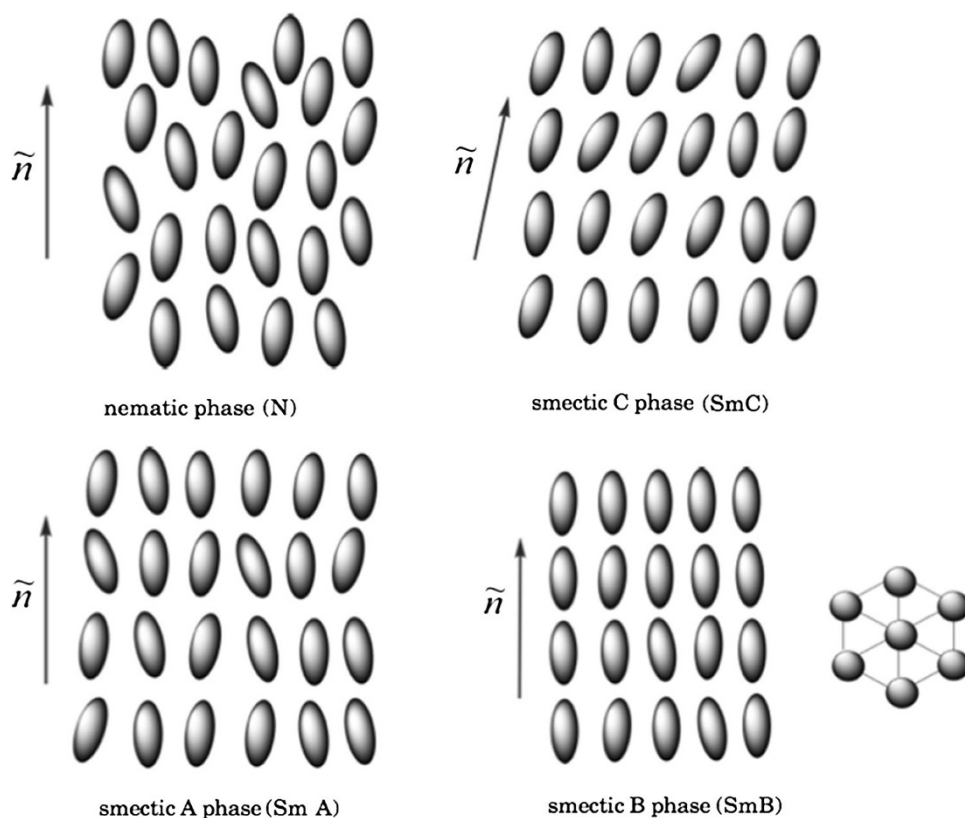 ñ
ñ
nematic phase (N)
smectic C phase (SmC)
ñ
ñ
smectic A phase (Sm A)
smectic B phase (SmB)